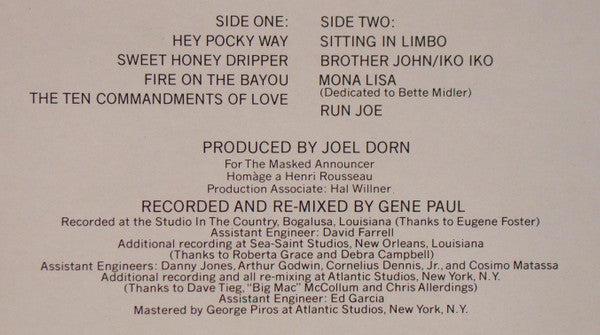 SIDE ONE:
HEY POCKY WAY
SWEET HONEY DRIPPER
FIRE ON THE BAYOU
THE TEN COMMANDMENTS OF LOVE
SIDE TWO:
SITTING IN LIMBO
BROTHER JOHN/IKO IKO
MONA LISA
(Dedicated to Bette Midler)
RUN JOE
PRODUCED BY JOEL DORN
For The Masked Announcer
Homàge a Henri Rousseau
Production Associate: Hal Willner
RECORDED AND RE-MIXED BY GENE PAUL
Recorded at the Studio In The Country, Bogalusa, Louisiana (Thanks to Eugene Foster)
Assistant Engineer: David Farrell
Additional recording at Sea-Saint Studios, New Orleans, Louisiana
(Thanks to Roberta Grace and Debra Campbell)
Assistant Engineers: Danny Jones, Arthur Godwin, Cornelius Dennis, Jr., and Cosimo Matassa
Additional recording and all re-mixing at Atlantic Studios, New York, N.Y.
(Thanks to Dave Tieg, "Big Mac" McCollum and Chris Allerdings)
Assistant Engineer: Ed Garcia
Mastered by George Piros at Atlantic Studios, New York, N.Y.